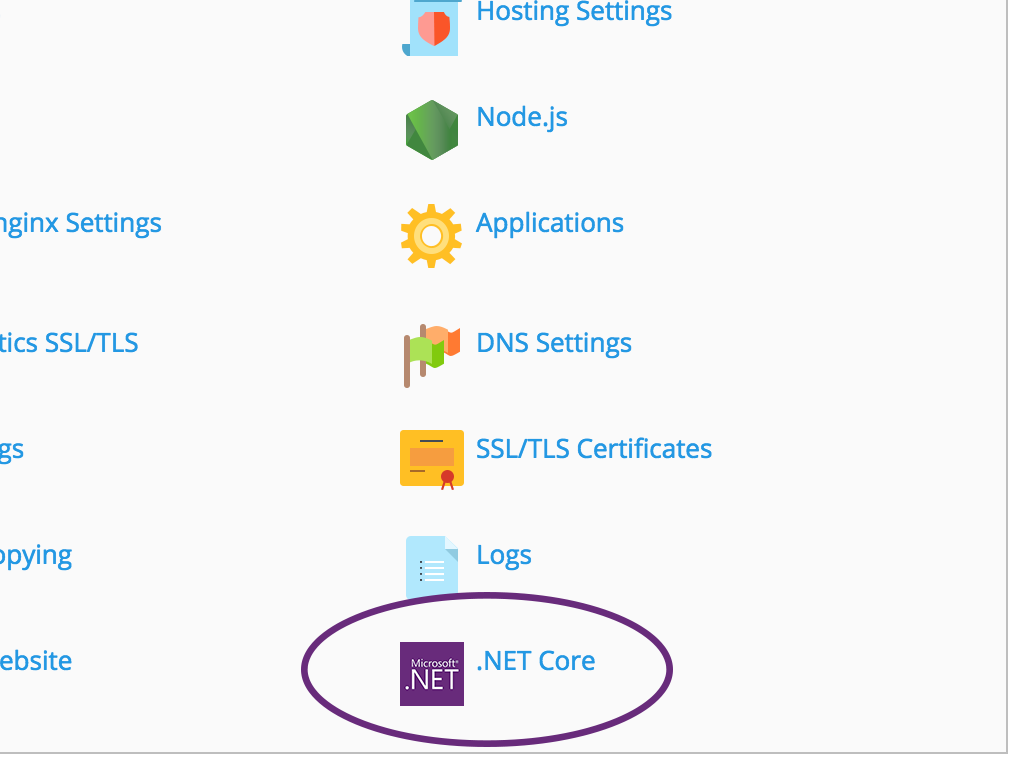 Hosting Settings
Node.js
nginx Settings
Applications
tics SSL/TLS
DNS Settings
gs
SSL/TLS Certificates
opying
Logs
ebsite
Microsoft®
.NET
.NET Core